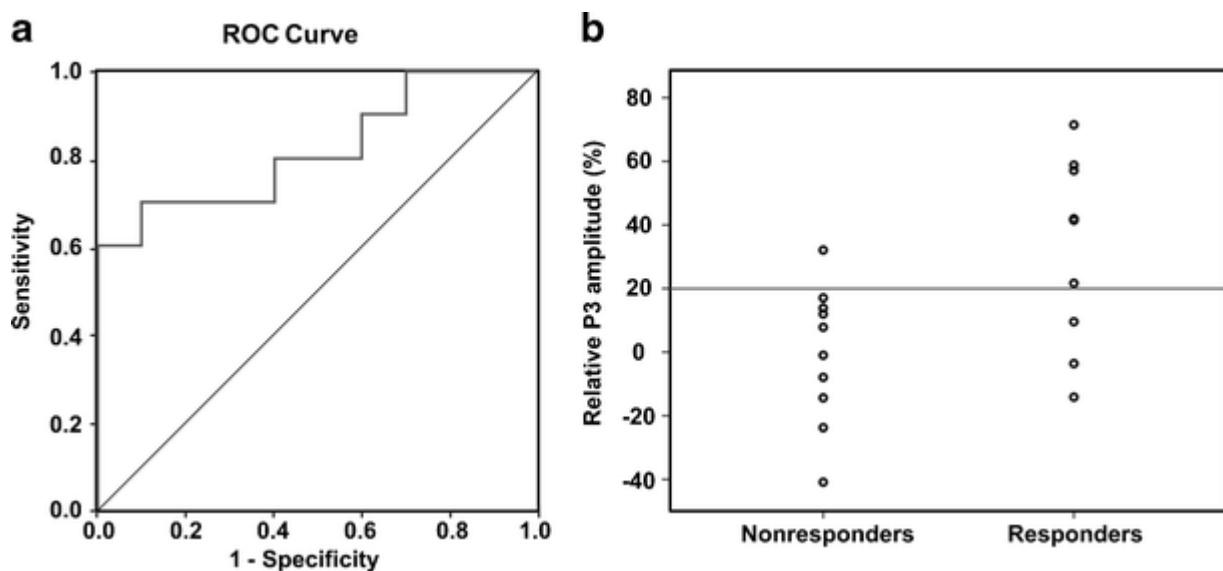 a
ROC Curve
Sensitivity
1.0
0.8
0.6
0.4
0.2
0.0
0.0 0.2 0.4 0.6 0.8 1.0
1 - Specificity
b
Relative P3 amplitude (%)
80
60
40
20
0
-20
-40
Nonresponders Responders